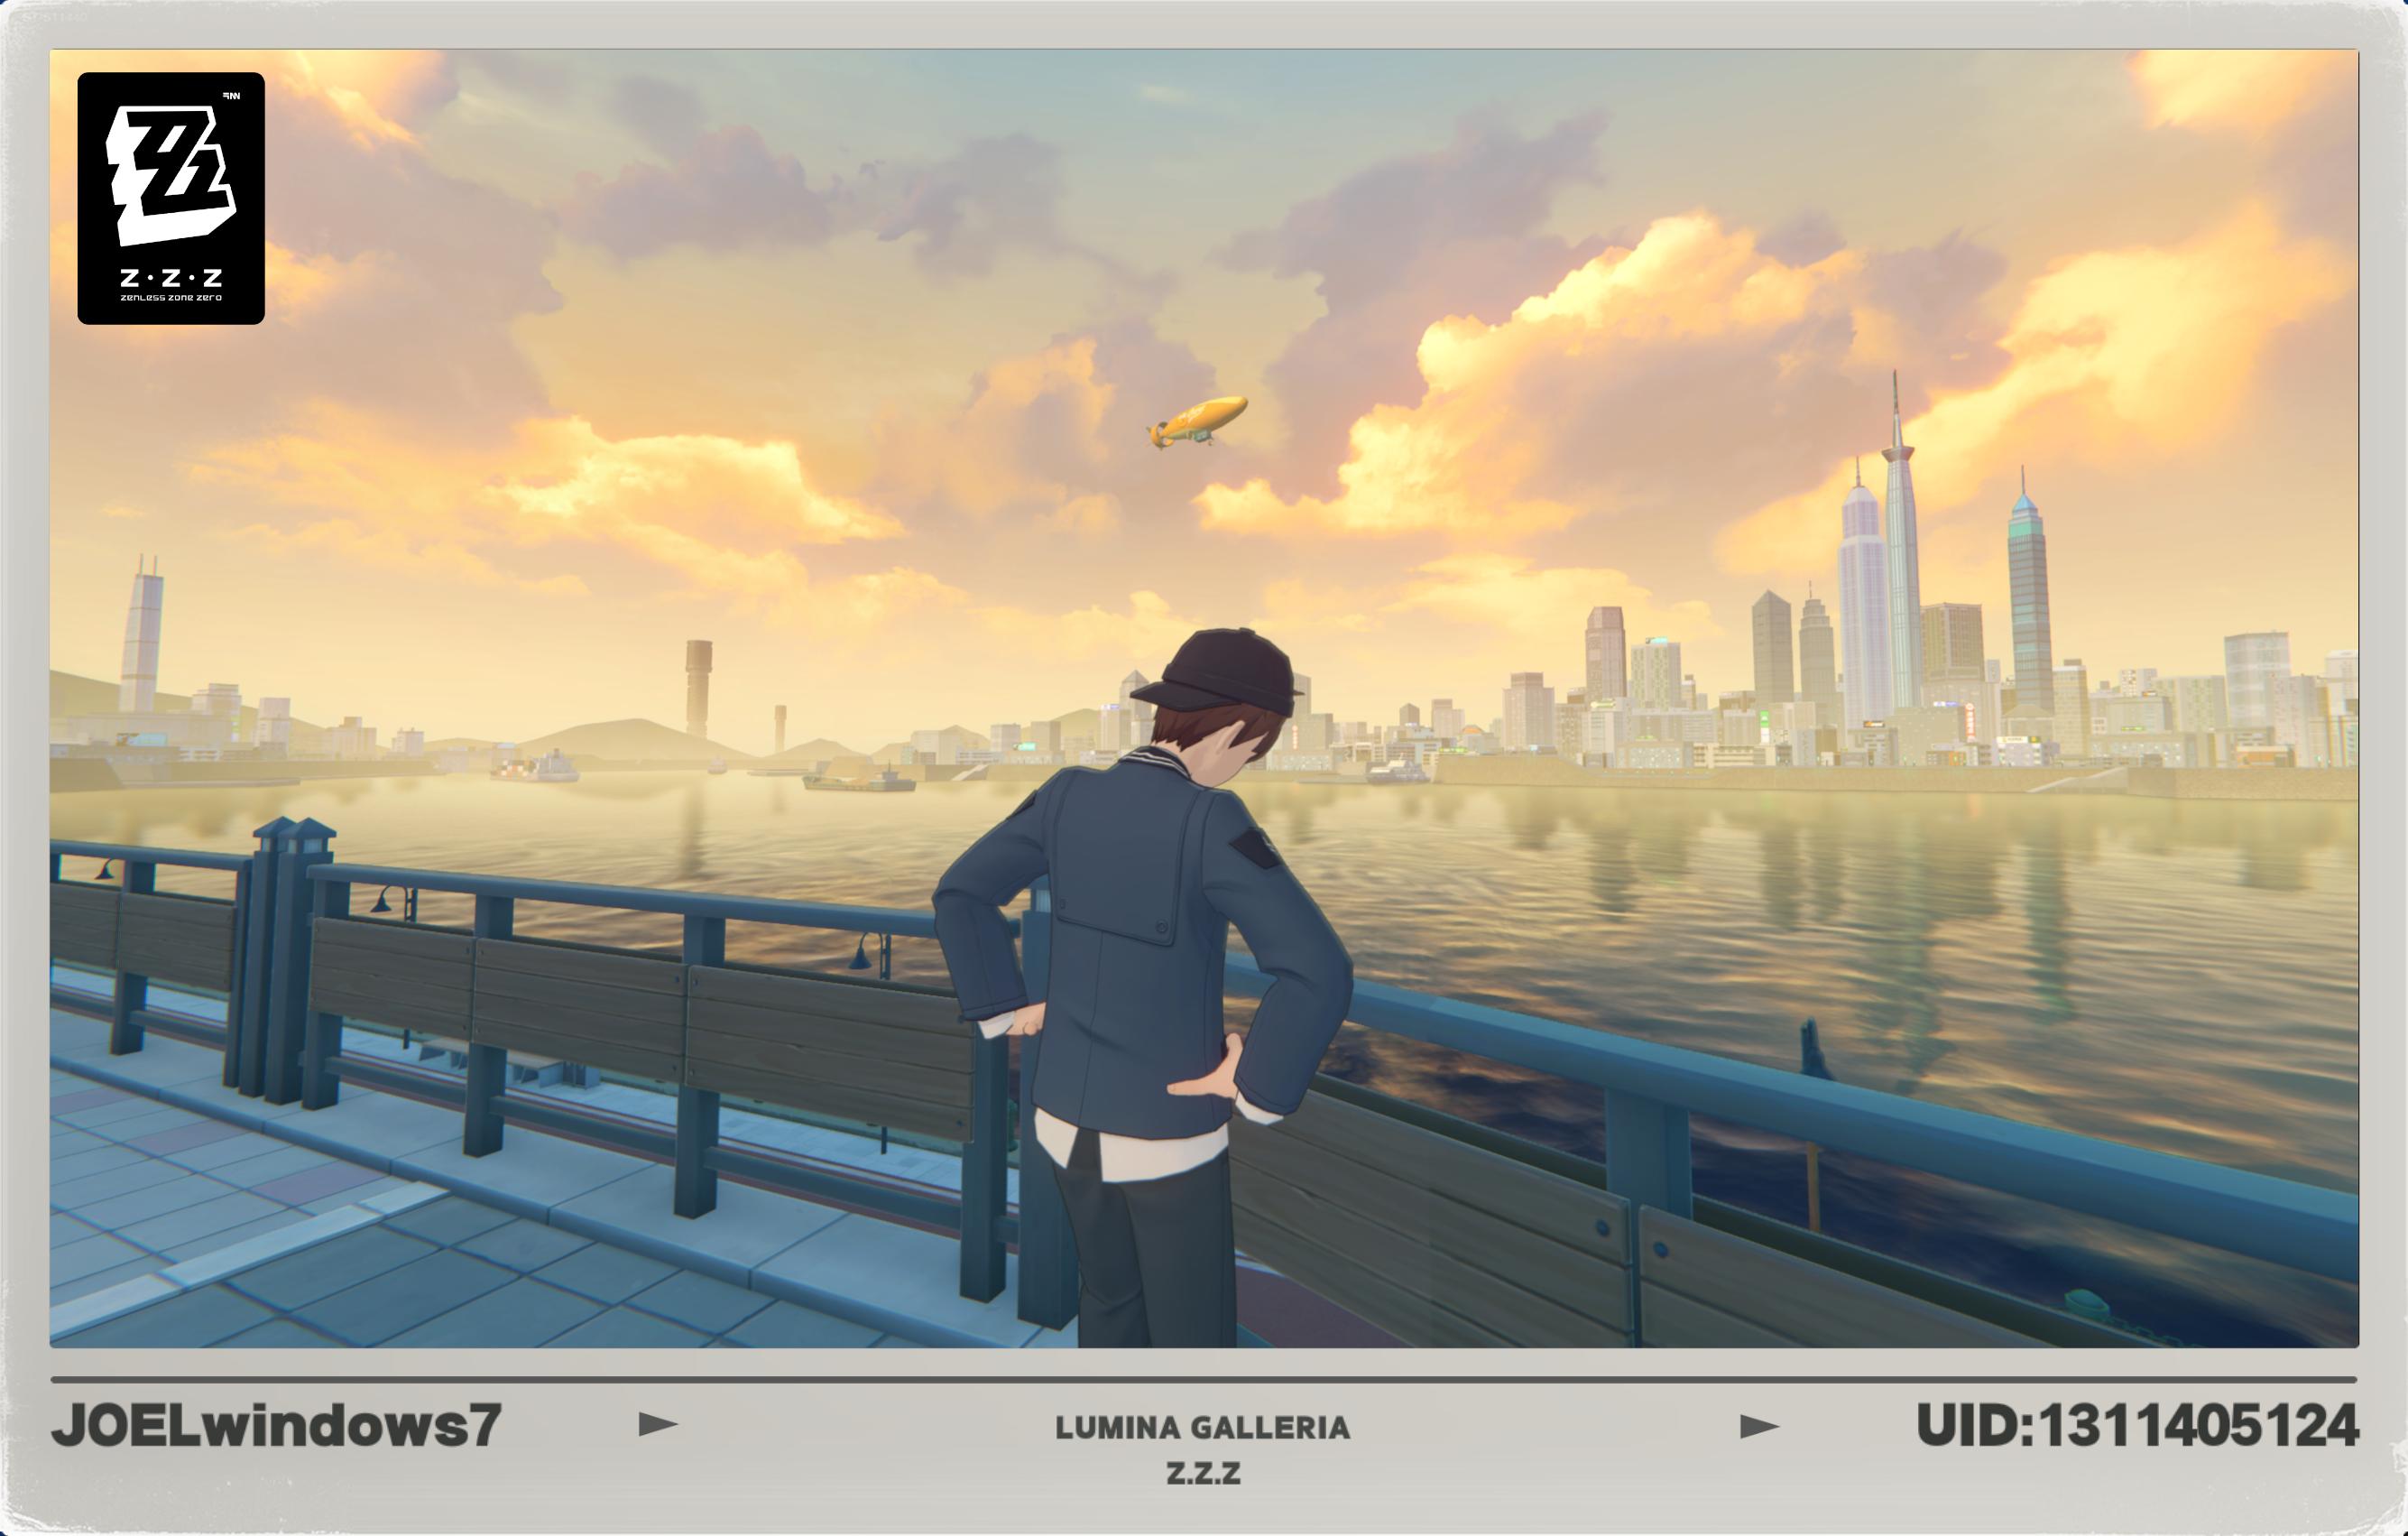 Z·Z·Z
ZENLESS ZONE ZERO
JOELwindows7
LUMINA GALLERIA
UID:1311405124
Z.Z.Z